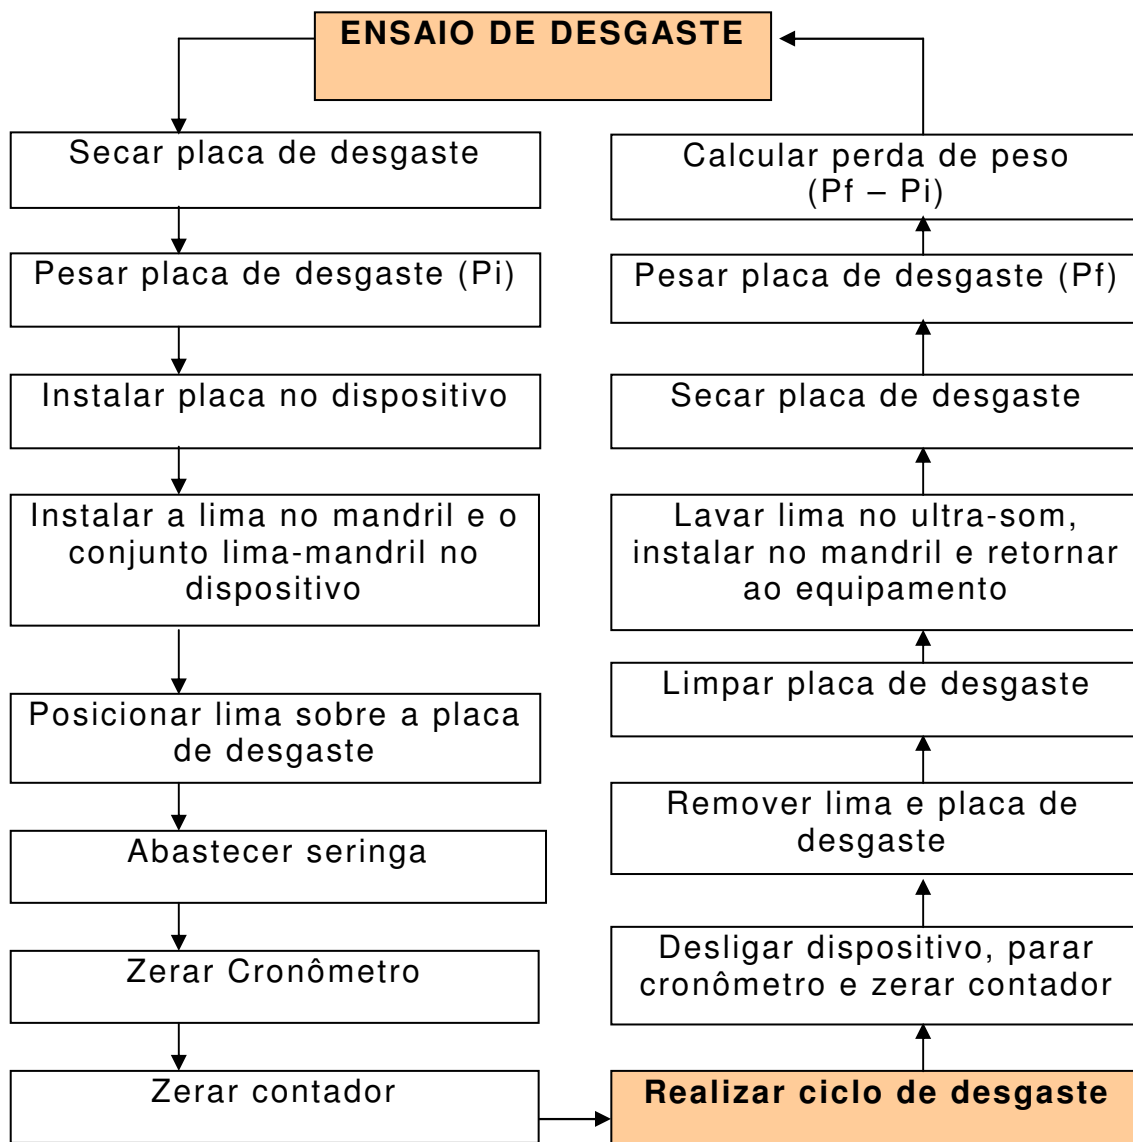 ENSAIO DE DESGASTE
Secar placa de desgaste
Pesar placa de desgaste (Pi)
Instalar placa no dispositivo
Instalar a lima no mandril e o
conjunto lima-mandril no
dispositivo
Posicionar lima sobre a placa
de desgaste
Abastecer seringa
Zerar Cronômetro
Zerar contador
Realizar ciclo de desgaste
Desligar dispositivo, parar
cronômetro e zerar contador
Remover lima e placa de
desgaste
Limpar placa de desgaste
Lavar lima no ultra-som,
instalar no mandril e retornar
ao equipamento
Secar placa de desgaste
Pesar placa de desgaste (Pf)
Calcular perda de peso
(Pf – Pi)